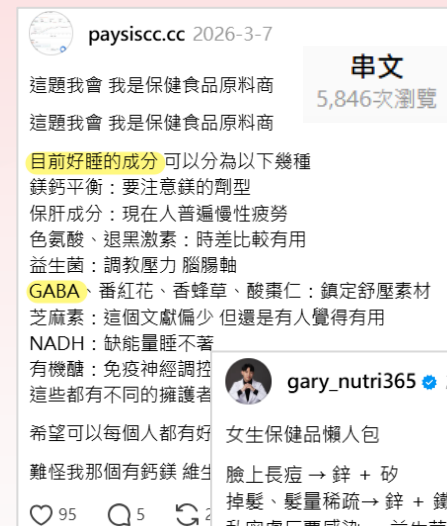 paysiscc.cc 2026-3-7
串文
5,846次瀏覽
這題我會 我是保健食品原料商
這題我會 我是保健食品原料商
目前好睡的成分 可以分為以下幾種
鎂鈣平衡：要注意鎂的劑型
保肝成分：現在人普遍慢性疲勞
色氨酸、退黑激素：時差比較有用
益生菌：調教壓力 腦腸軸
GABA、番紅花、香蜂草、酸棗仁：鎮定舒壓素材
芝麻素：這個文獻偏少 但還是有人覺得有用
NADH：缺能量睡不著
有機醣：免疫神經調控
這些都有不同的擁護者
希望可以每個人都有好
難怪我那個有鈣鎂 維生
95
5
2
gary_nutri365
女生保健品懶人包
臉上長痘 → 鋅 + 矽
掉髮、髮量稀疏→ 鋅 + 鐵